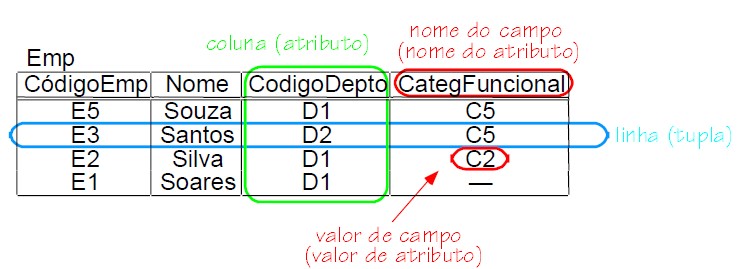 nome do campo
(nome do atributo)
coluna (atributo)
Emp
CódigoEmp Nome CodigoDepto CategFuncional
E5 Souza D1 C5
E3 Santos D2 C5
linha (tupla)
E2 Silva D1 C2
E1 Soares D1 —
valor de campo
(valor de atributo)